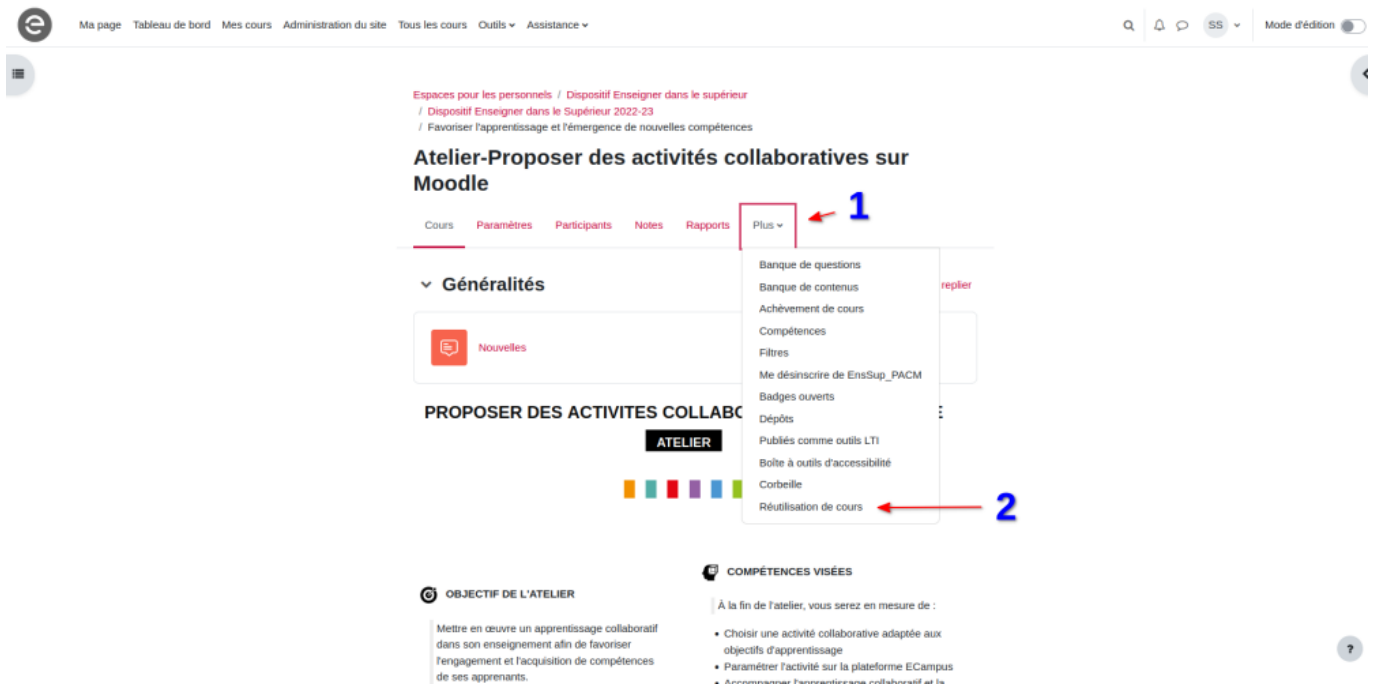 e
Ma page Tableau de bord Mes cours Administration du site Tous les cours Outils Assistance
SS Mode d'édition
Espaces pour les personnels / Dispositif Enseigner dans le supérieur
/ Dispositif Enseigner dans le Supérieur 2022-23
/ Favoriser l'apprentissage et l'émergence de nouvelles compétences
Atelier-Proposer des activités collaboratives sur
Moodle
1
Cours Paramètres Participants Notes Rapports Plus
Banque de questions
Banque de contenus
Achèvement de cours
Compétences
Filtres
Me désinscrire de EnsSup_PACM
Badges ouverts
Dépôts
Publiés comme outils LTI
Boîte à outils d'accessibilité
Corbeille
Réutilisation de cours
2
Généralités
replier
Nouvelles
PROPOSER DES ACTIVITES COLLABO
ATELIER
OBJECTIF DE L'ATELIER
Mettre en œuvre un apprentissage collaboratif
dans son enseignement afin de favoriser
l'engagement et l'acquisition de compétences
de ses apprenants.
COMPÉTENCES VISÉES
À la fin de l'atelier, vous serez en mesure de :
• Choisir une activité collaborative adaptée aux
objectifs d'apprentissage
• Paramétrer l'activité sur la plateforme ECampus
• Accompagner l'apprentissage collaboratif et la
?